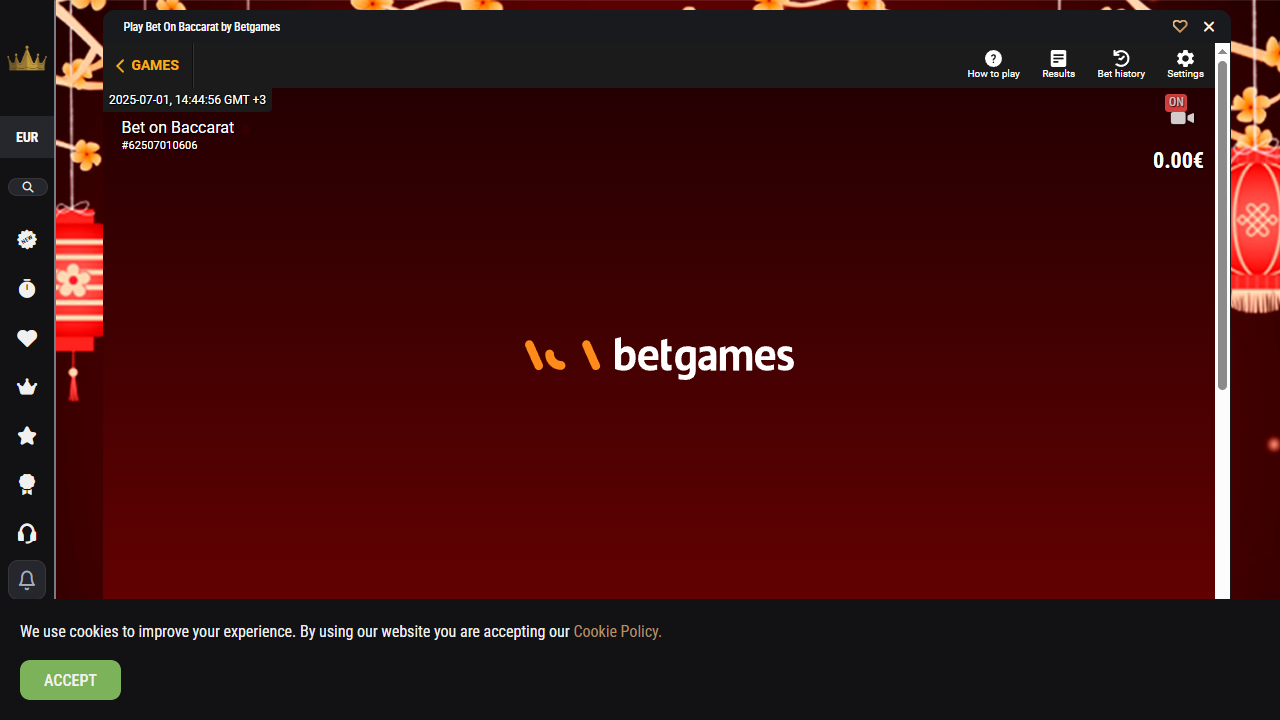 Play Bet On Baccarat by Betgames
GAMES
How to play
Results
Bet history
Settings
2025-07-01, 14:44:56 GMT +3
ON
Bet on Baccarat
#62507010606
0.00€
EUR
NEW
betgames
We use cookies to improve your experience. By using our website you are accepting our Cookie Policy.
ACCEPT